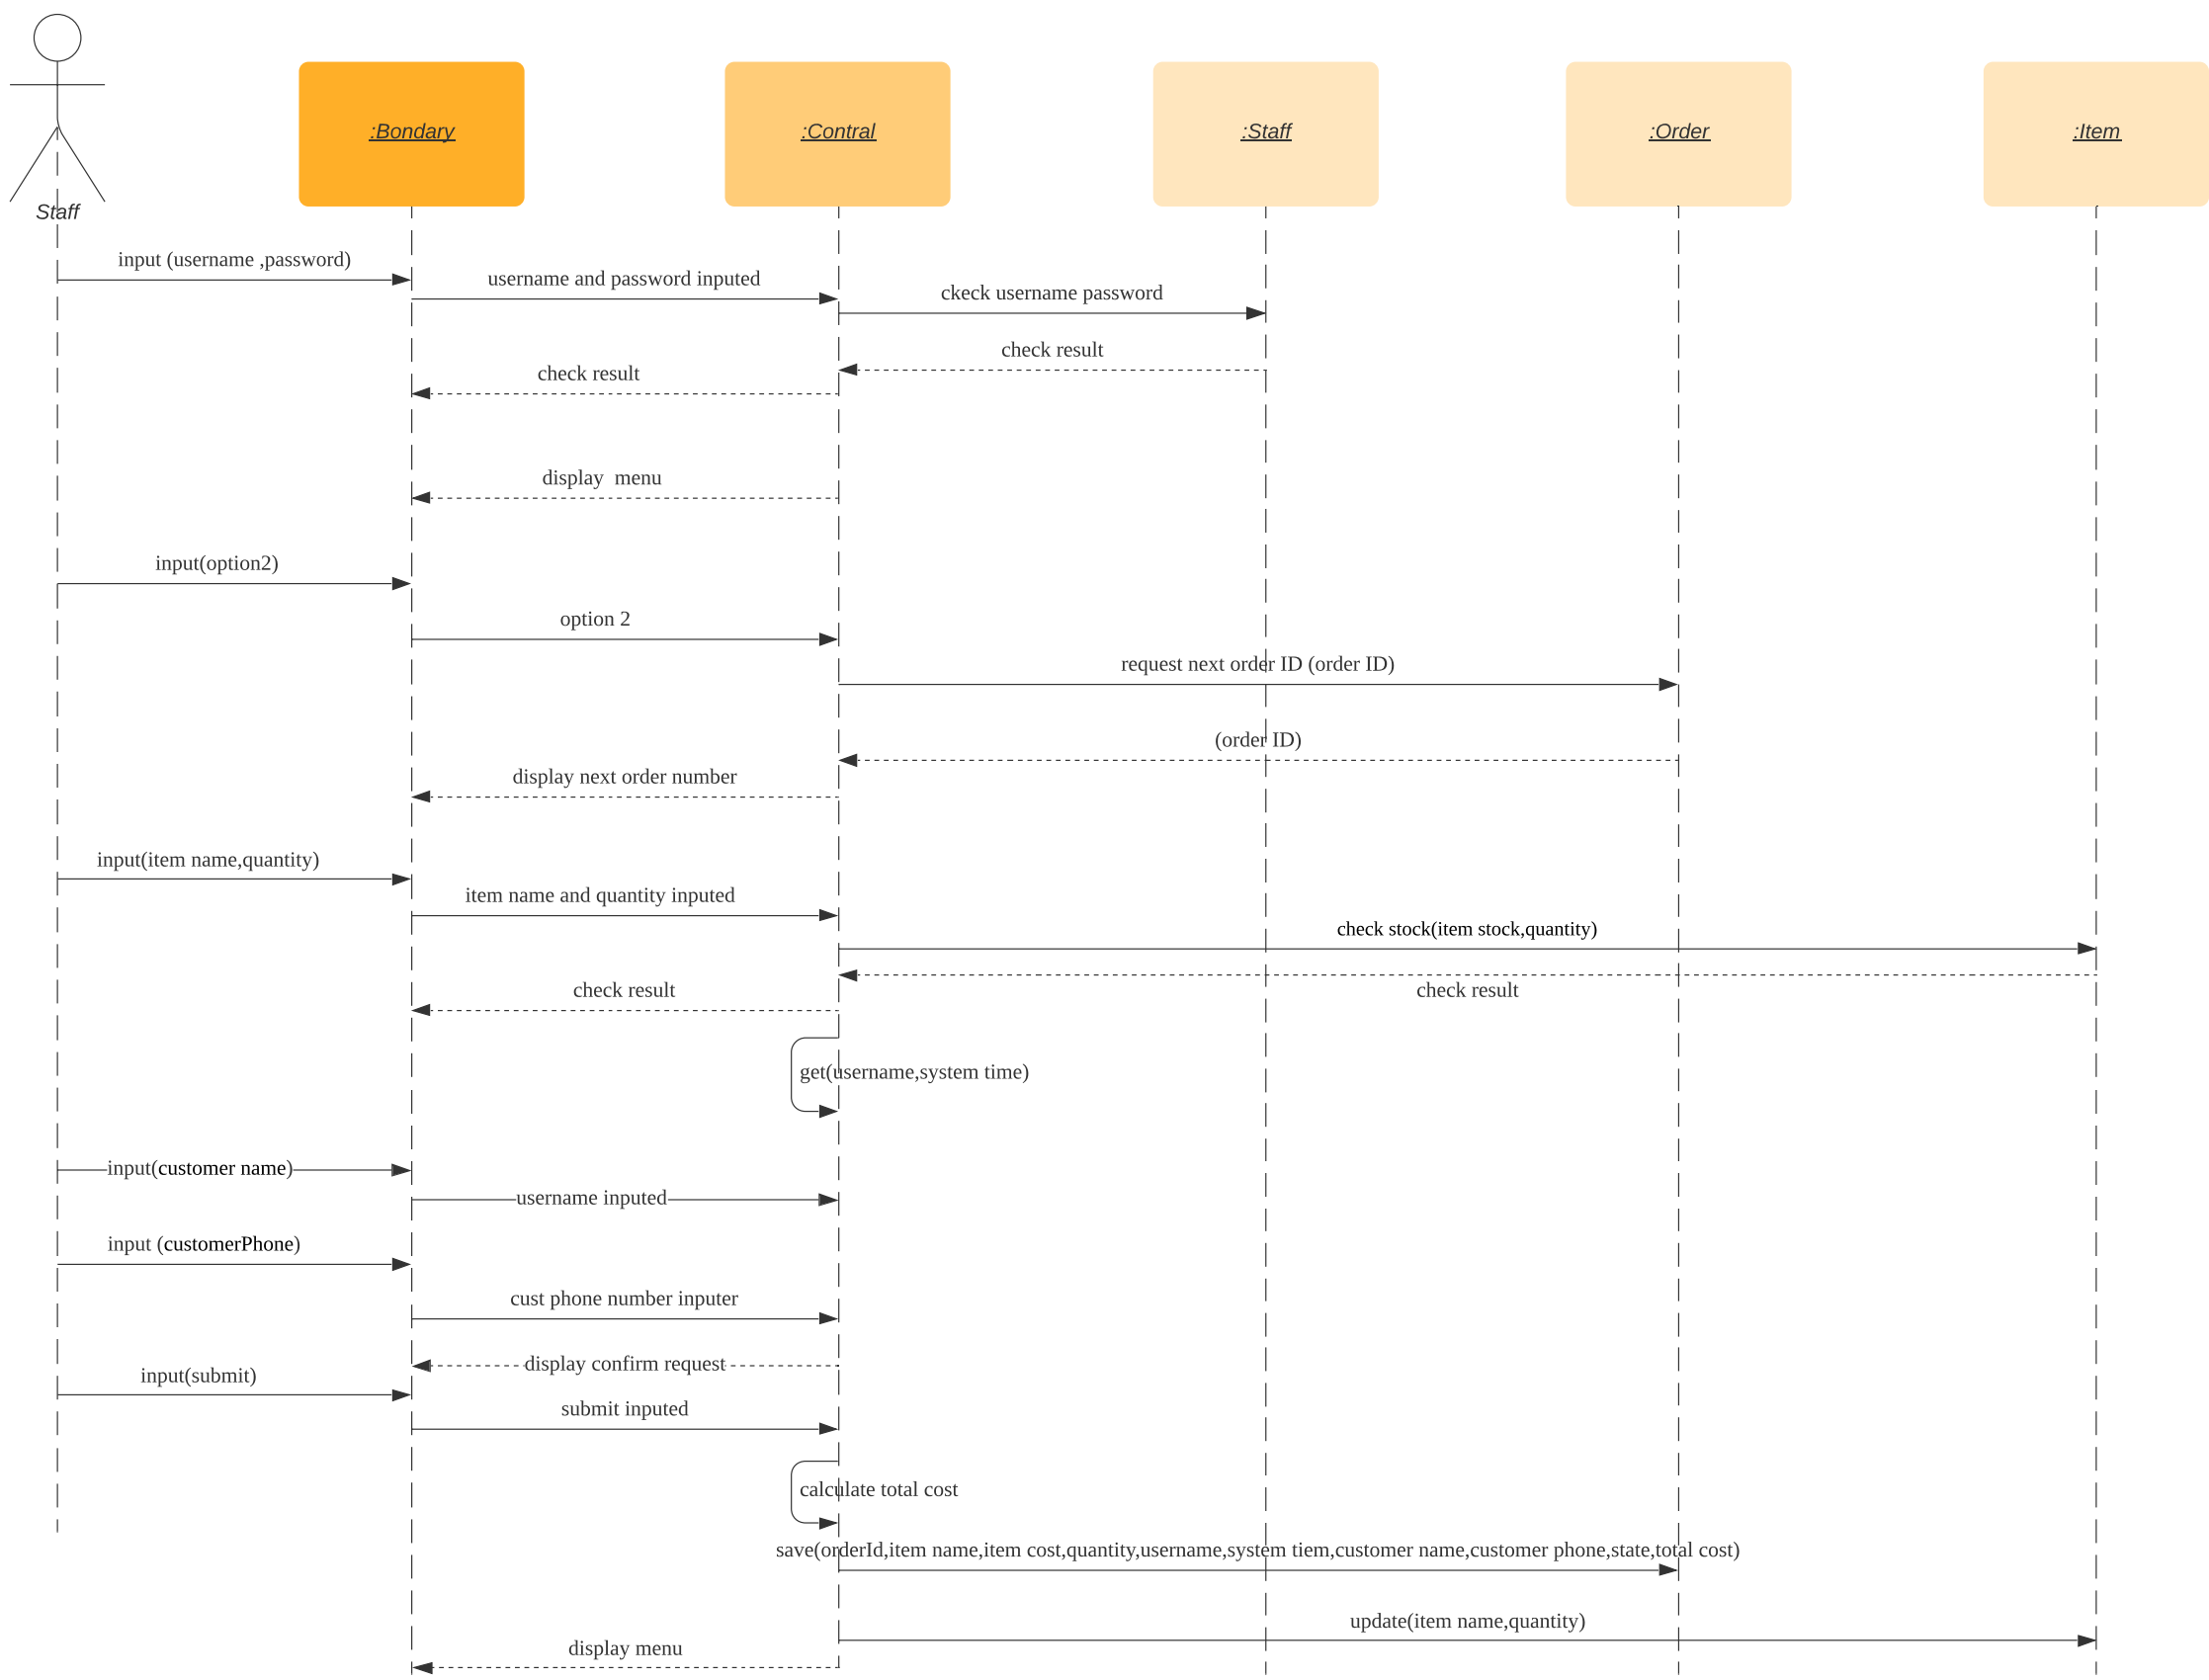 :Bondary
:Contral
:Staff
:Order
:Item
Staff
input (username ,password)
username and password inputed
ckeck username password
check result
check result
display  menu
input(option2)
option 2
request next order ID (order ID)
(order ID)
display next order number
input(item name,quantity)
item name and quantity inputed
check stock(item stock,quantity)
check result
check result
get(username,system time)
input(customer name)
username inputed
input (customerPhone)
cust phone number inputer
display confirm request
input(submit)
submit inputed
calculate total cost
save(orderId,item name,item cost,quantity,username,system tiem,customer name,customer phone,state,total cost)
update(item name,quantity)
display menu